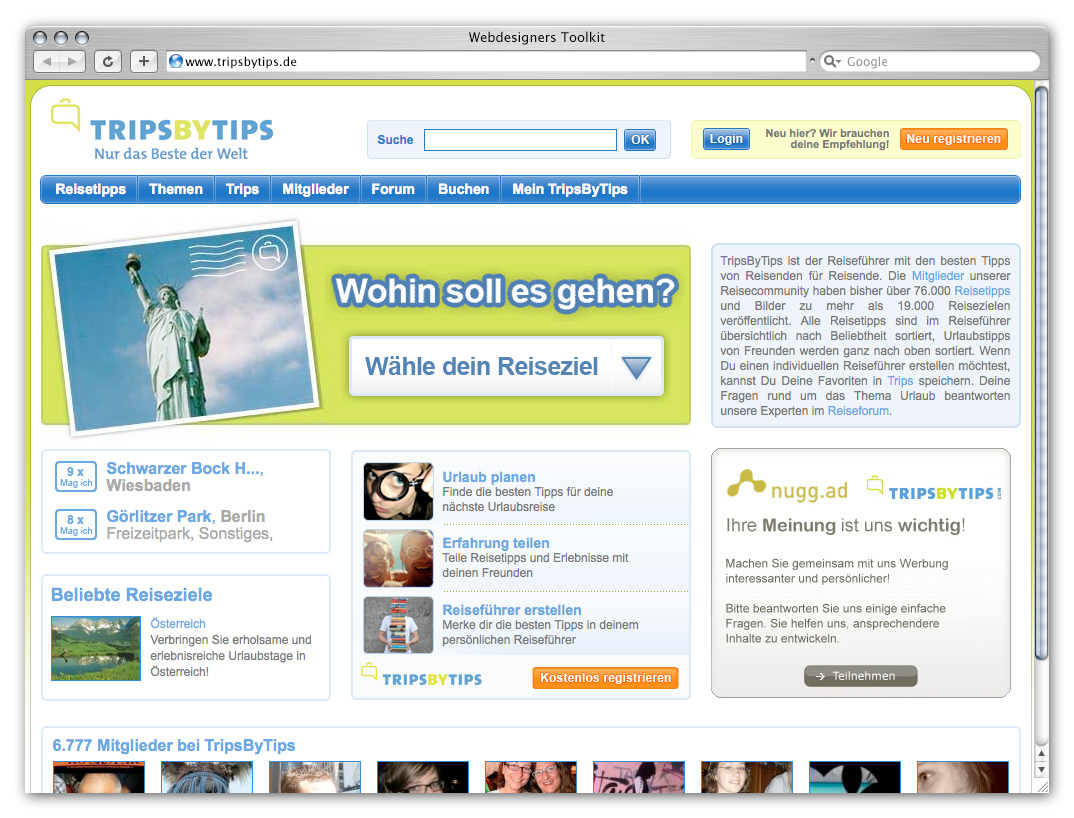 Webdesigners Toolkit
www.tripsbytips.de
Google
TRIPSBYTIPS
Nur das Beste der Welt
Suche
OK
Login
Neu hier? Wir brauchen
deine Empfehlung!
Neu registrieren
Reisetipps
Themen
Trips
Mitglieder
Forum
Buchen
Mein TripsByTips
Wohin soll es gehen?
Wähle dein Reiseziel
TripsByTips ist der Reiseführer mit den besten Tipps
von Reisenden für Reisende. Die Mitglieder unserer
Reisecommunity haben bisher über 76.000 Reisetipps
und Bilder zu mehr als 19.000 Reisezielen
veröffentlicht. Alle Reisetipps sind im Reiseführer
übersichtlich nach Beliebtheit sortiert, Urlaubstipps
von Freunden werden ganz nach oben sortiert. Wenn
Du einen individuellen Reiseführer erstellen möchtest,
kannst Du Deine Favoriten in Trips speichern. Deine
Fragen rund um das Thema Urlaub beantworten
unsere Experten im Reiseforum.
9 x
Mag ich
Schwarzer Bock H...,
Wiesbaden
8 x
Mag ich
Görlitzer Park, Berlin
Freizeitpark, Sonstiges,
Beliebte Reiseziele
Österreich
Verbringen Sie erholsame und
erlebnisreiche Urlaubstage in
Österreich!
Urlaub planen
Finde die besten Tipps für deine
nächste Urlaubsreise
Erfahrung teilen
Teile Reisetipps und Erlebnisse mit
deinen Freunden
Reiseführer erstellen
Merke dir die besten Tipps in deinem
persönlichen Reiseführer
TRIPSBYTIPS
Kostenlos registrieren
nugg.ad
TRIPSBYTIPS.COM
Ihre Meinung ist uns wichtig!
Machen Sie gemeinsam mit uns Werbung
interessanter und persönlicher!
Bitte beantworten Sie uns einige einfache
Fragen. Sie helfen uns, ansprechendere
Inhalte zu entwickeln.
Teilnehmen
6.777 Mitglieder bei TripsByTips